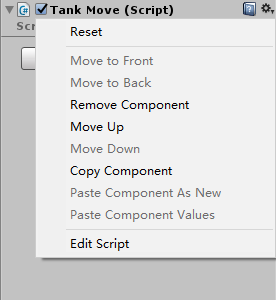 Tank Move (Script)
Scr
Reset
Move to Front
Move to Back
Remove Component
Move Up
Move Down
Copy Component
Paste Component As New
Paste Component Values
Edit Script